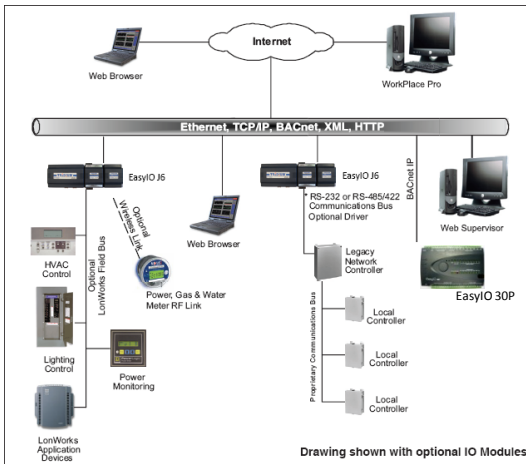 Internet
Web Browser
WorkPlace Pro
Ethernet, TCP/IP, BACnet, XML, HTTP
EasyIO J6
EasyIO J6
BACnet IP
* RS-232 or RS-485/422
Communications Bus
Optional Driver
Optional
Wireless Link
Web Browser
Web Supervisor
HVAC
Control
Optional
LonWorks Field Bus
Power, Gas & Water
Meter RF Link
Legacy
Network
Controller
EasyIO 30P
Lighting
Control
Power
Monitoring
Proprietary Communications Bus
Local
Controller
Local
Controller
Local
Controller
LonWorks
Application
Devices
Drawing shown with optional IO Modules